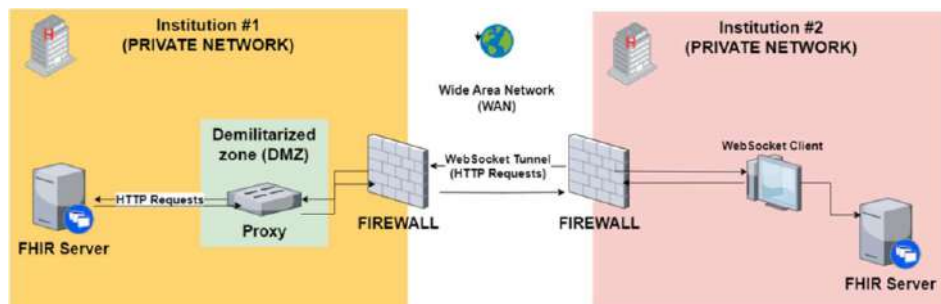 Institution #1
(PRIVATE NETWORK)
Wide Area Network
(WAN)
Institution #2
(PRIVATE NETWORK)
Demilitarized
zone (DMZ)
HTTP Requests
Proxy
FHIR Server
FIREWALL
WebSocket Tunnel
(HTTP Requests)
FIREWALL
WebSocket Client
FHIR Server
H
H